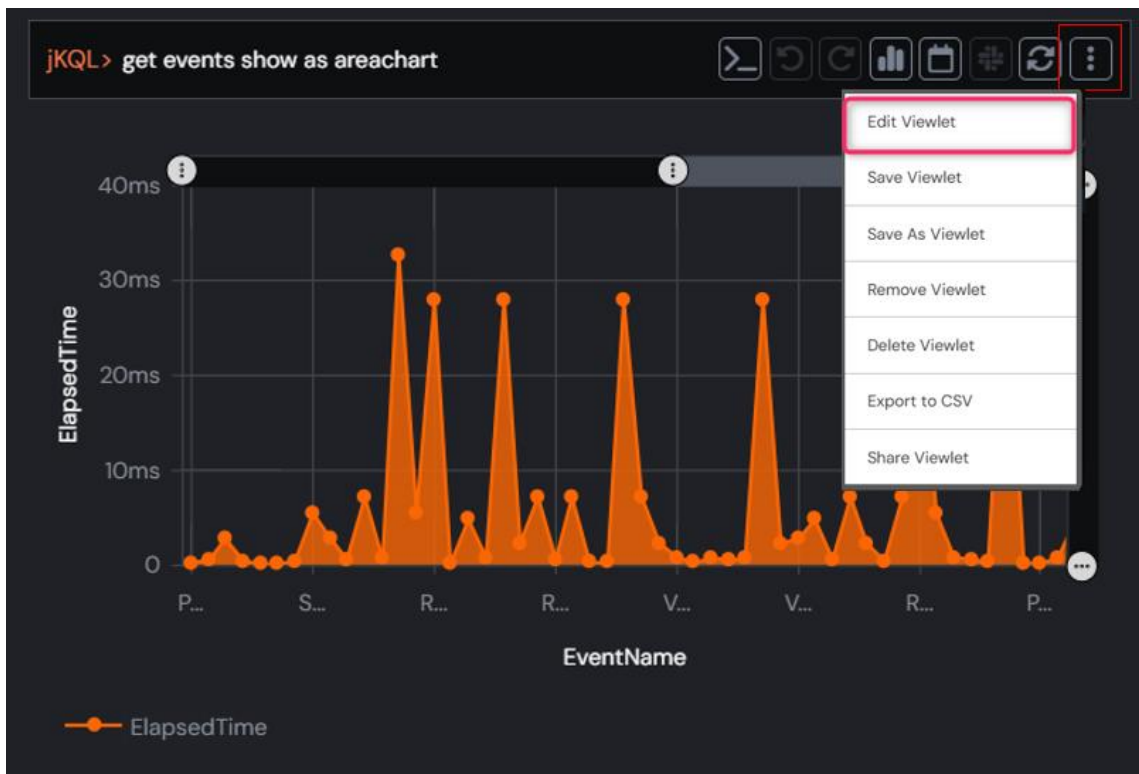 jKQL> get events show as areachart
Edit Viewlet
Save Viewlet
Save As Viewlet
Remove Viewlet
Delete Viewlet
Export to CSV
Share Viewlet
40ms
30ms
20ms
10ms
0
ElapsedTime
P... S... R... R... V... V... R... P...
EventName
ElapsedTime